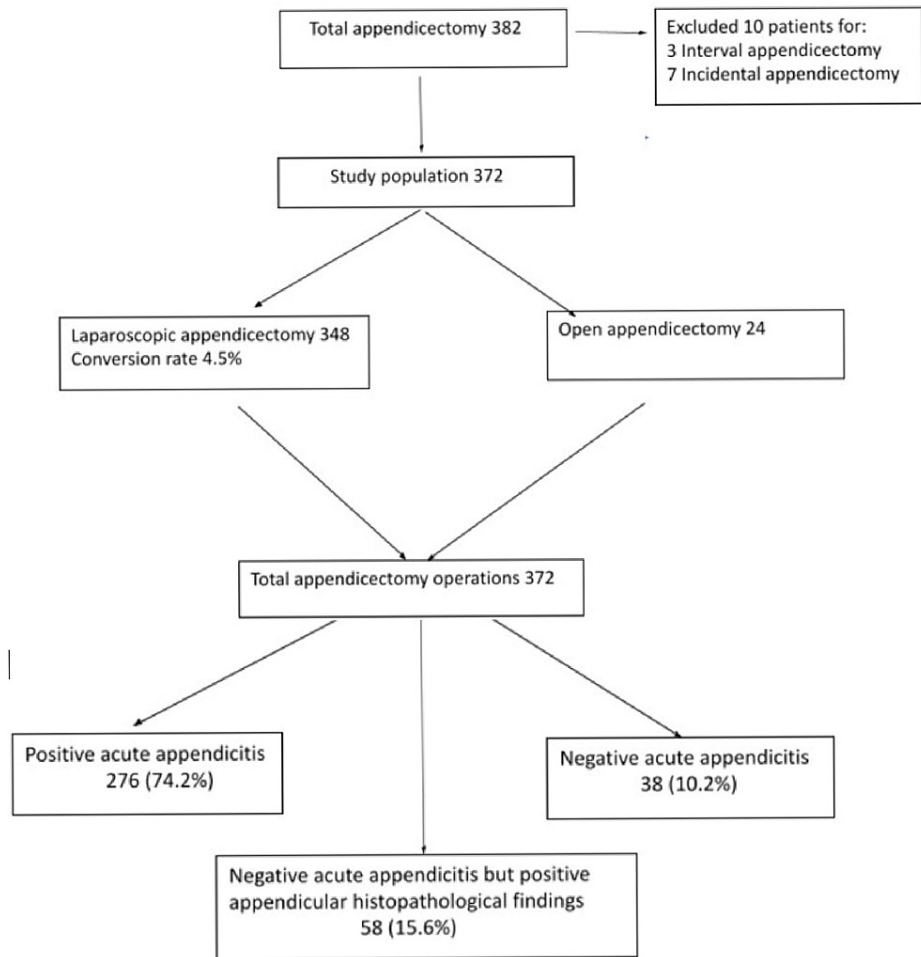 Total appendicectomy 382
Excluded 10 patients for:
3 Interval appendicectomy
7 Incidental appendicectomy
Study population 372
Laparoscopic appendicectomy 348
Conversion rate 4.5%
Open appendicectomy 24
Total appendicectomy operations 372
Positive acute appendicitis
276 (74.2%)
Negative acute appendicitis
38 (10.2%)
Negative acute appendicitis but positive
appendicular histopathological findings
58 (15.6%)